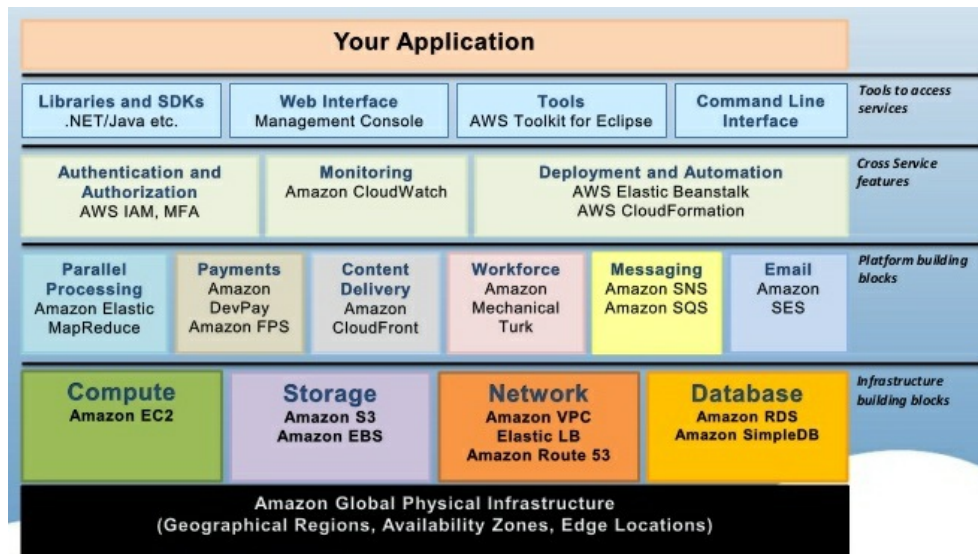 Your Application
Libraries and SDKs
.NET/Java etc.
Web Interface
Management Console
Tools
AWS Toolkit for Eclipse
Command Line
Interface
Tools to access
services
Authentication and
Authorization
AWS IAM, MFA
Monitoring
Amazon CloudWatch
Deployment and Automation
AWS Elastic Beanstalk
AWS CloudFormation
Cross Service
features
Parallel
Processing
Amazon Elastic
MapReduce
Payments
Amazon
DevPay
Amazon FPS
Content
Delivery
Amazon
CloudFront
Workforce
Amazon
Mechanical
Turk
Messaging
Amazon SNS
Amazon SQS
Email
Amazon
SES
Platform building
blocks
Compute
Amazon EC2
Storage
Amazon S3
Amazon EBS
Network
Amazon VPC
Elastic LB
Amazon Route 53
Database
Amazon RDS
Amazon SimpleDB
Infrastructure
building blocks
Amazon Global Physical Infrastructure
(Geographical Regions, Availability Zones, Edge Locations)